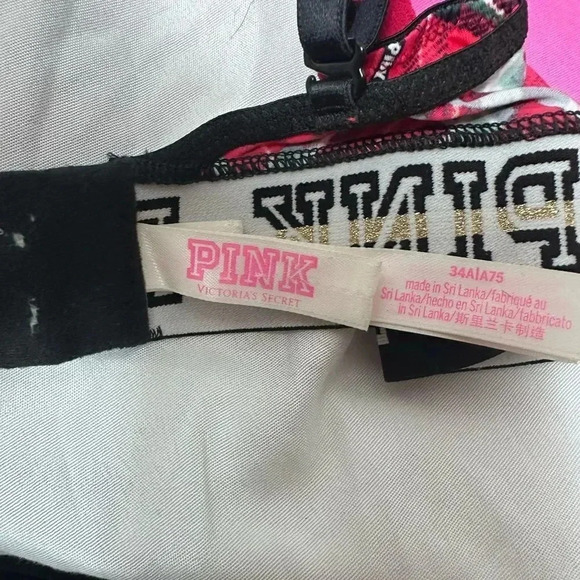 PINK
PINK
VICTORIA'S SECRET
34A|A75
made in Sri Lanka/fabriqué au
Sri Lanka/hecho en Sri Lanka/fabbricato
in Sri Lanka/斯里兰卡制造